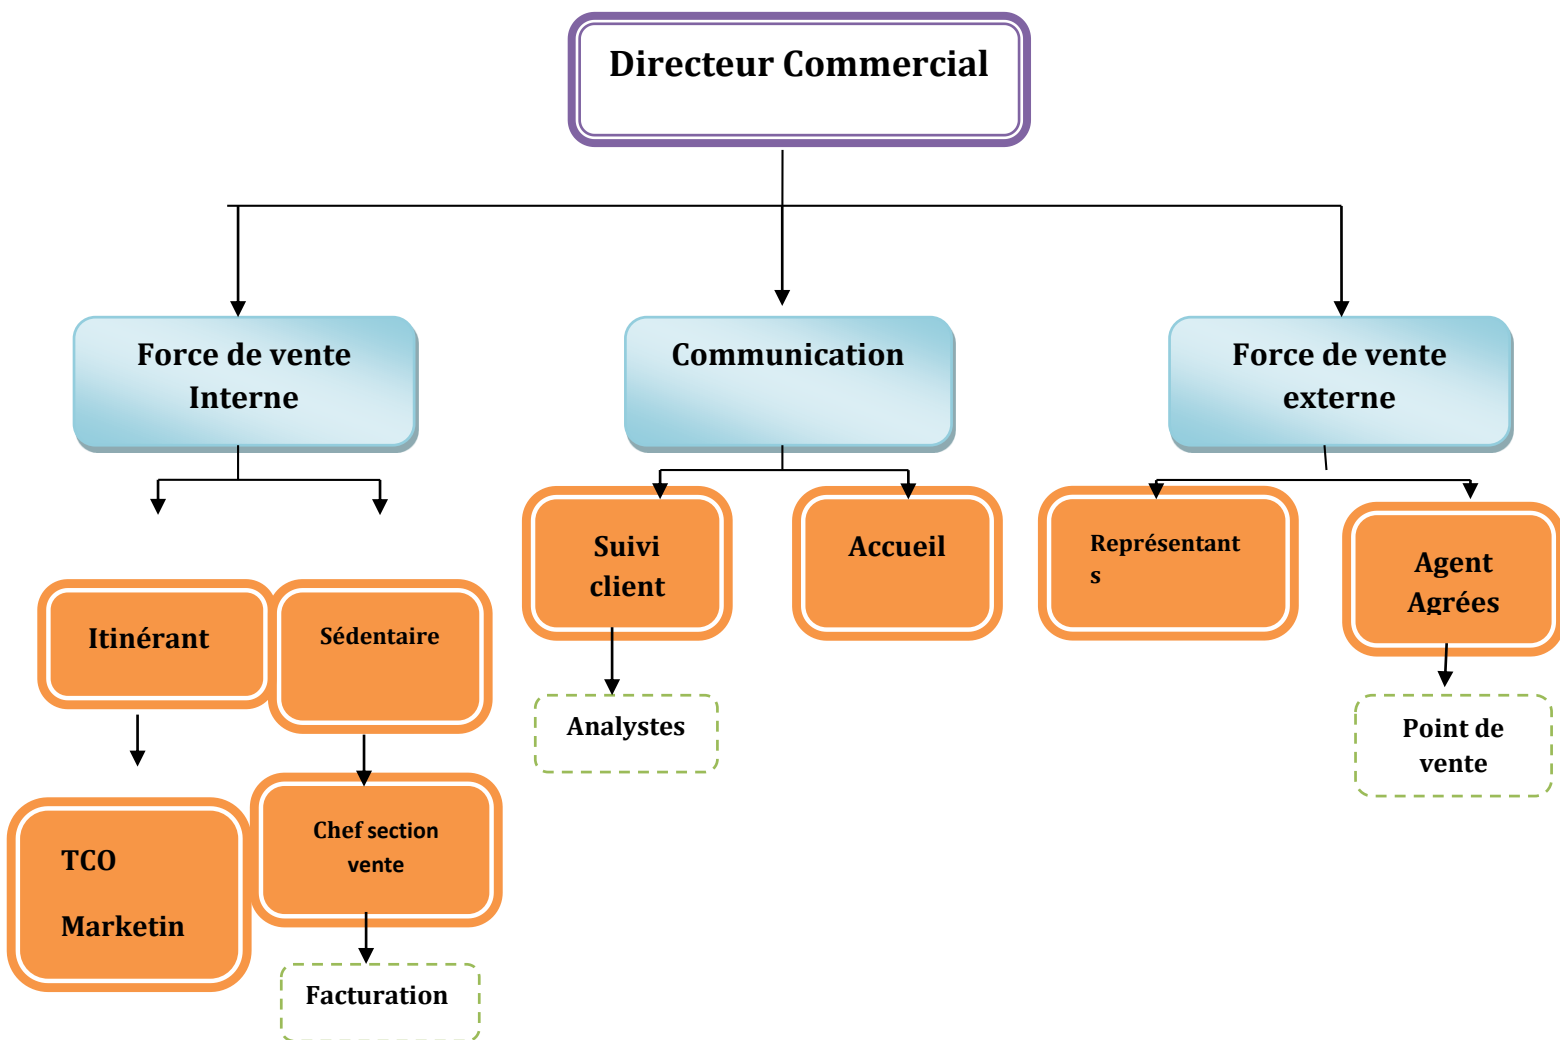 Directeur Commercial
Force de vente
Interne
Communication
Force de vente
externe
Suivi
client
Accueil
Représentant
s
Agent
Agrées
Itinérant
Sédentaire
Analystes
Point de
vente
TCO
Marketin
Chef section
vente
Facturation